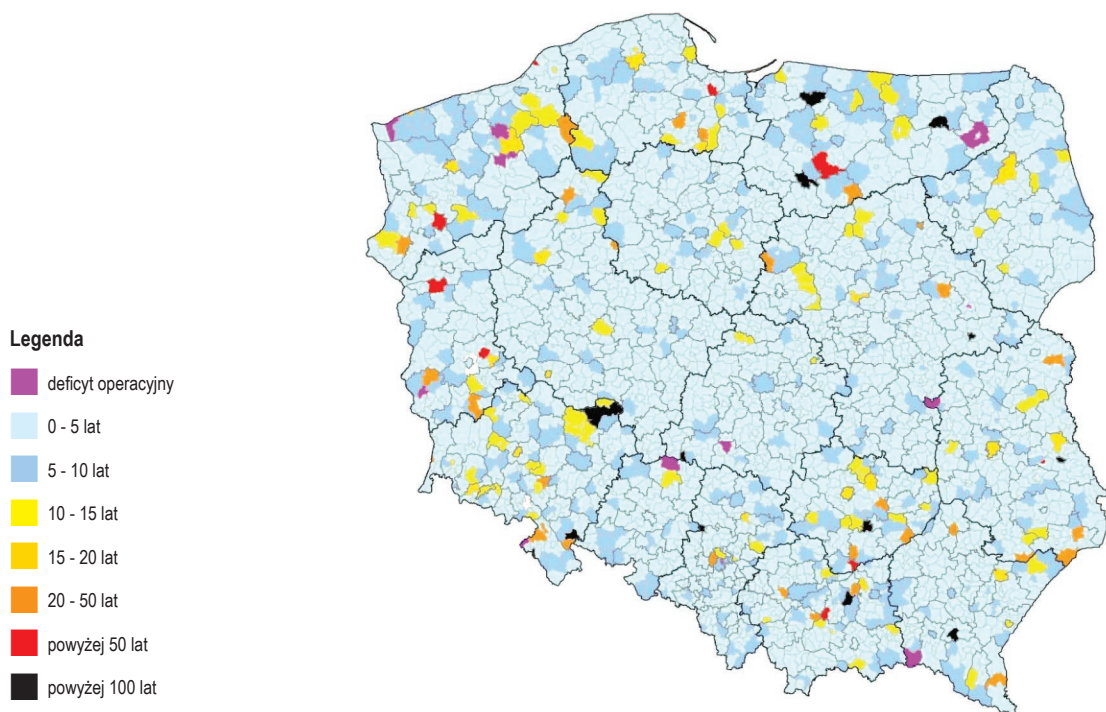 Legenda
deficyt operacyjny
0 - 5 lat
5 - 10 lat
10 - 15 lat
15 - 20 lat
20 - 50 lat
powyżej 50 lat
powyżej 100 lat